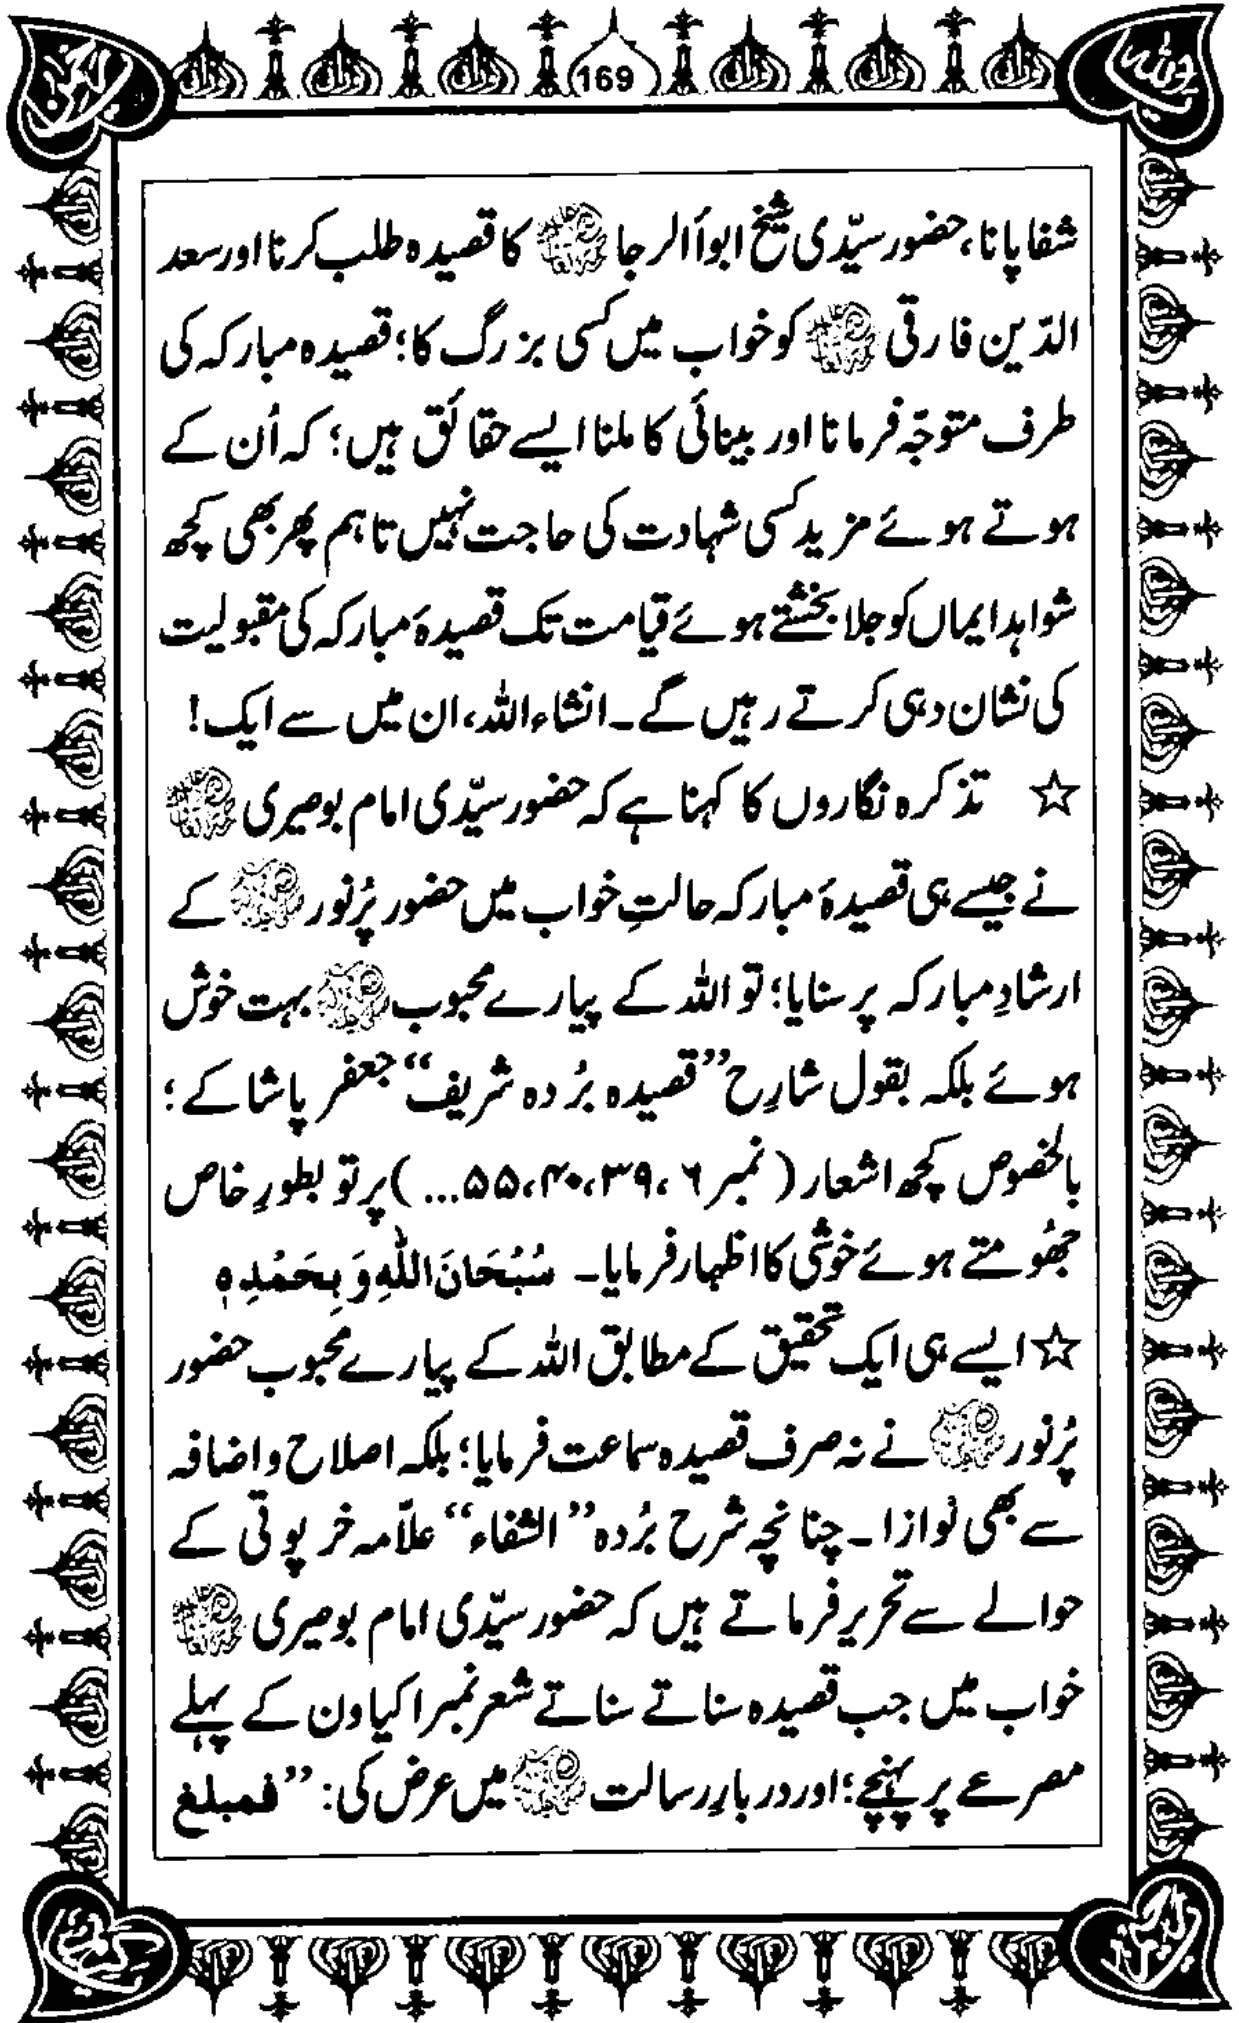 169
شفا پانا، حضور سیّدی شیخ ابوأالرجا کا قصیدہ طلب کرنا اور سعد
الدّین فارقی کو خواب میں کسی بزرگ کا؛ قصیدہ مبارکہ کی
طرف متوجّہ فرمانا اور بینائی کا ملنا ایسے حقائق ہیں؛ کہ اُن کے
ہوتے ہوئے مزید کسی شہادت کی حاجت نہیں تاہم پھر بھی کچھ
شواہد ایماں کو جلا بخشتے ہوئے قیامت تک قصیدۂ مبارکہ کی مقبولیت
کی نشان دہی کرتے رہیں گے۔ انشاء اللہ، ان میں سے ایک!
☆ تذکرہ نگاروں کا کہنا ہے کہ حضور سیّدی امام بوصیری
نے جیسے ہی قصیدۂ مبارکہ حالتِ خواب میں حضور پُرنور کے
ارشادِ مبارکہ پر سنایا؛ تو اللہ کے پیارے محبوب بہت خوش
ہوئے بلکہ بقول شارِح ”قصیدہ بُردہ شریف“ جعفر پاشا کے؛
بالخصوص کچھ اشعار (نمبر ۶، ۳۹، ۴۰، ۵۵...) پر تو بطورِ خاص
جھُومتے ہوئے خوشی کا اظہار فرمایا۔ سُبُحَانَ اللّٰهِ وَ بِحَمُدِہٖ
☆ ایسے ہی ایک تحقیق کے مطابق اللہ کے پیارے محبوب حضور
پُرنور نے نہ صرف قصیدہ سماعت فرمایا؛ بلکہ اصلاح و اضافہ
سے بھی نوازا۔ چنانچہ شرح بُردہ ”الشفاء“ علاّمہ خرپوتی کے
حوالے سے تحریر فرماتے ہیں کہ حضور سیّدی امام بوصیری
خواب میں جب قصیدہ سناتے سناتے شعر نمبر اکیاون کے پہلے
مصرعے پر پہنچے؛ اور دربارِ رسالت میں عرض کی: ”فمبلغ